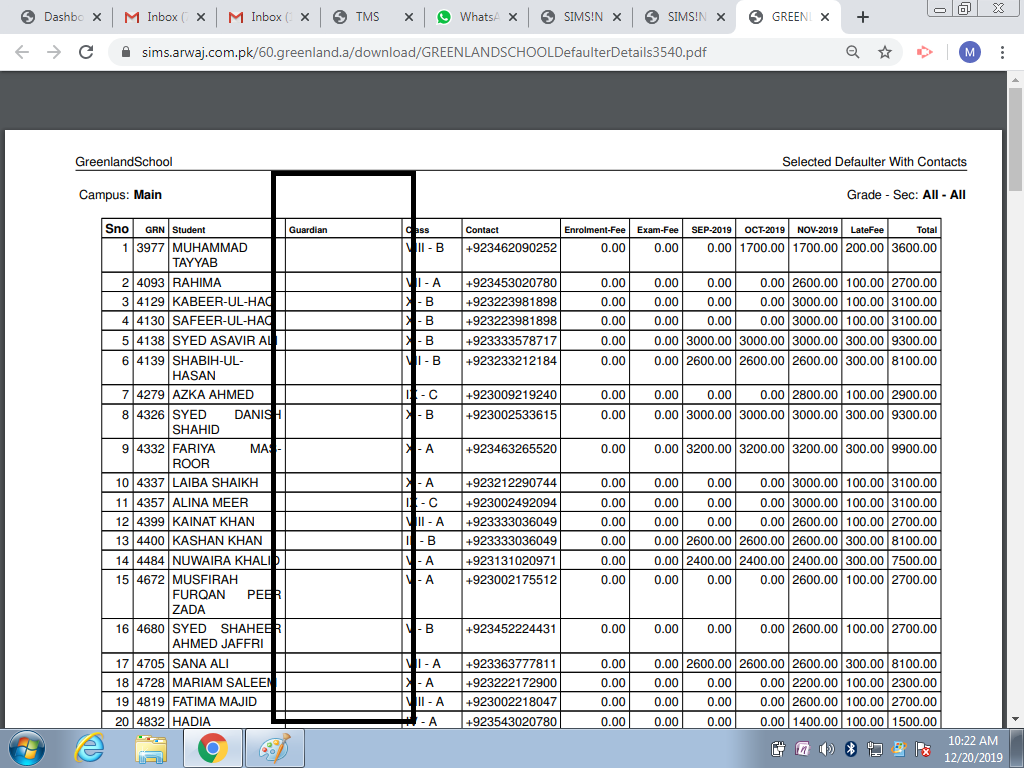 Dashbo
Inbox (
Inbox (
TMS
WhatsA
SIMS!N
SIMS!N
GREEN
sims.arwaj.com.pk/60.greenland.a/download/GREENLANDSCHOOLDefaulterDetails3540.pdf
M
GreenlandSchool Selected Defaulter With Contacts
Campus: Main Grade - Sec: All - All
Sno GRN Student Guardian Class Contact Enrolment-Fee Exam-Fee SEP-2019 OCT-2019 NOV-2019 LateFee Total
1 3977 MUHAMMAD VIII - B +923462090252 0.00 0.00 0.00 1700.00 1700.00 200.00 3600.00
TAYYAB
2 4093 RAHIMA VII - A +923453020780 0.00 0.00 0.00 0.00 2600.00 100.00 2700.00
3 4129 KABEER-UL-HAQ X - B +923223981898 0.00 0.00 0.00 0.00 3000.00 100.00 3100.00
4 4130 SAFEER-UL-HAQ X - B +923223981898 0.00 0.00 0.00 0.00 3000.00 100.00 3100.00
5 4138 SYED ASAVIR ALI X - B +923333578717 0.00 0.00 3000.00 3000.00 3000.00 300.00 9300.00
6 4139 SHABIH-UL- VII - B +923233212184 0.00 0.00 2600.00 2600.00 2600.00 300.00 8100.00
HASAN
7 4279 AZKA AHMED IX - C +923009219240 0.00 0.00 0.00 0.00 2800.00 100.00 2900.00
8 4326 SYED DANISH X - B +923002533615 0.00 0.00 3000.00 3000.00 3000.00 300.00 9300.00
SHAHID
9 4332 FARIYA MAS- X - A +923463265520 0.00 0.00 3200.00 3200.00 3200.00 300.00 9900.00
ROOR
10 4337 LAIBA SHAIKH X - A +923212290744 0.00 0.00 0.00 0.00 3000.00 100.00 3100.00
11 4357 ALINA MEER IX - C +923002492094 0.00 0.00 0.00 0.00 3000.00 100.00 3100.00
12 4399 KAINAT KHAN VIII - A +923333036049 0.00 0.00 0.00 0.00 2600.00 100.00 2700.00
13 4400 KASHAN KHAN - B +923333036049 0.00 0.00 2600.00 2600.00 2600.00 300.00 8100.00
14 4484 NUWAIRA KHALID - A +923131020971 0.00 0.00 2400.00 2400.00 2400.00 300.00 7500.00
15 4672 MUSFIRAH - A +923002175512 0.00 0.00 0.00 0.00 2600.00 100.00 2700.00
FURQAN PEER
ZADA
16 4680 SYED SHAHEER - B +923452224431 0.00 0.00 0.00 0.00 2600.00 100.00 2700.00
AHMED JAFFRI
17 4705 SANA ALI VII - A +923363777811 0.00 0.00 2600.00 2600.00 2600.00 300.00 8100.00
18 4728 MARIAM SALEEM X - A +923222172900 0.00 0.00 0.00 0.00 2200.00 100.00 2300.00
19 4819 FATIMA MAJID VIII - A +923002218047 0.00 0.00 0.00 0.00 2600.00 100.00 2700.00
20 4832 HADIA IV - A +923543020780 0.00 0.00 0.00 0.00 1400.00 100.00 1500.00
10:22 AM
12/20/2019